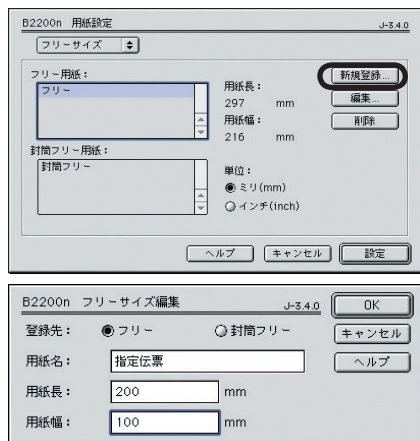 B2200n 用紙設定 J-3.4.0
フリーサイズ
フリー用紙：
フリー
用紙長：
297 mm
用紙幅：
216 mm
新規登録...
編集...
削除
封筒フリー用紙：
封筒フリー
単位：
ミリ(mm)
インチ(inch)
ヘルプ キャンセル 設定
B2200n フリーサイズ編集 J-3.4.0
OK
登録先： フリー 封筒フリー
キャンセル
用紙名： 指定伝票
ヘルプ
用紙長： 200 mm
用紙幅： 100 mm